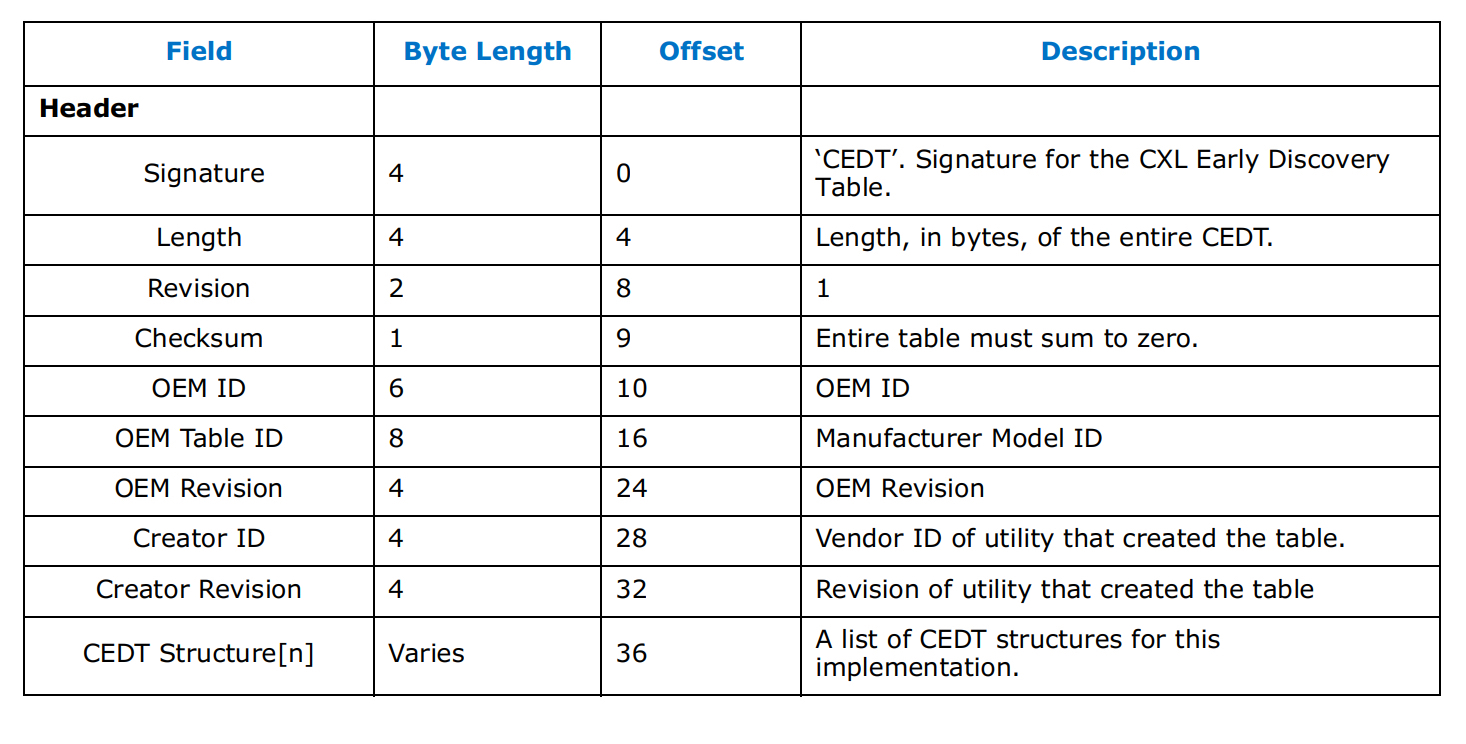 Field Byte Length Offset Description
Header
Signature 4 0 ‘CEDT’. Signature for the CXL Early Discovery
Table.
Length 4 4 Length, in bytes, of the entire CEDT.
Revision 2 8 1
Checksum 1 9 Entire table must sum to zero.
OEM ID 6 10 OEM ID
OEM Table ID 8 16 Manufacturer Model ID
OEM Revision 4 24 OEM Revision
Creator ID 4 28 Vendor ID of utility that created the table.
Creator Revision 4 32 Revision of utility that created the table
CEDT Structure[n] Varies 36 A list of CEDT structures for this
implementation.